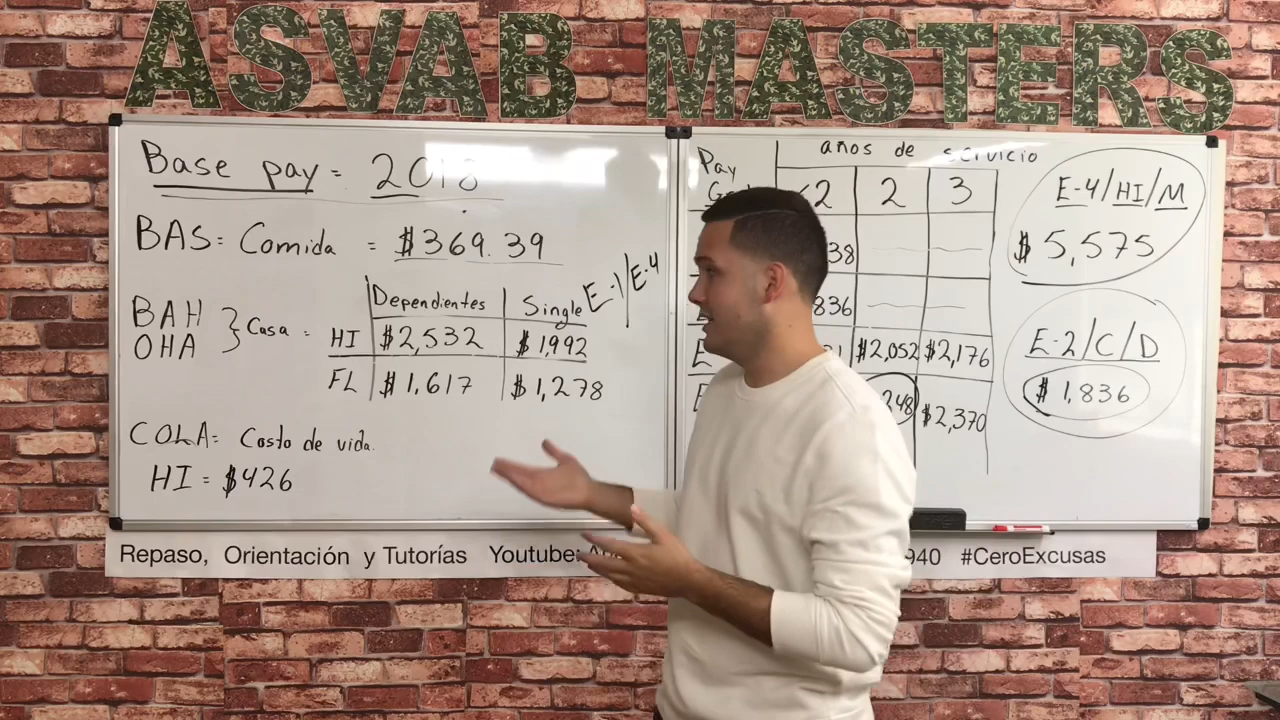 ASVAB MASTERS
Base pay = 2018
BAS = Comida = $369.39
Dependientes Single E-1/E-4
BAH
OHA } Casa =
HI $2,532 $1,992
FL $1,617 $1,278
COLA: Costo de vida.
HI = $426
Pay años de servicio
2 2 3
38
836
$2,052 $2,176
248 $2,370
E-4/HI/M
$5,575
E-2/C/D
$1,836
Repaso, Orientación y Tutorías Youtube: 940 #CeroExcusas